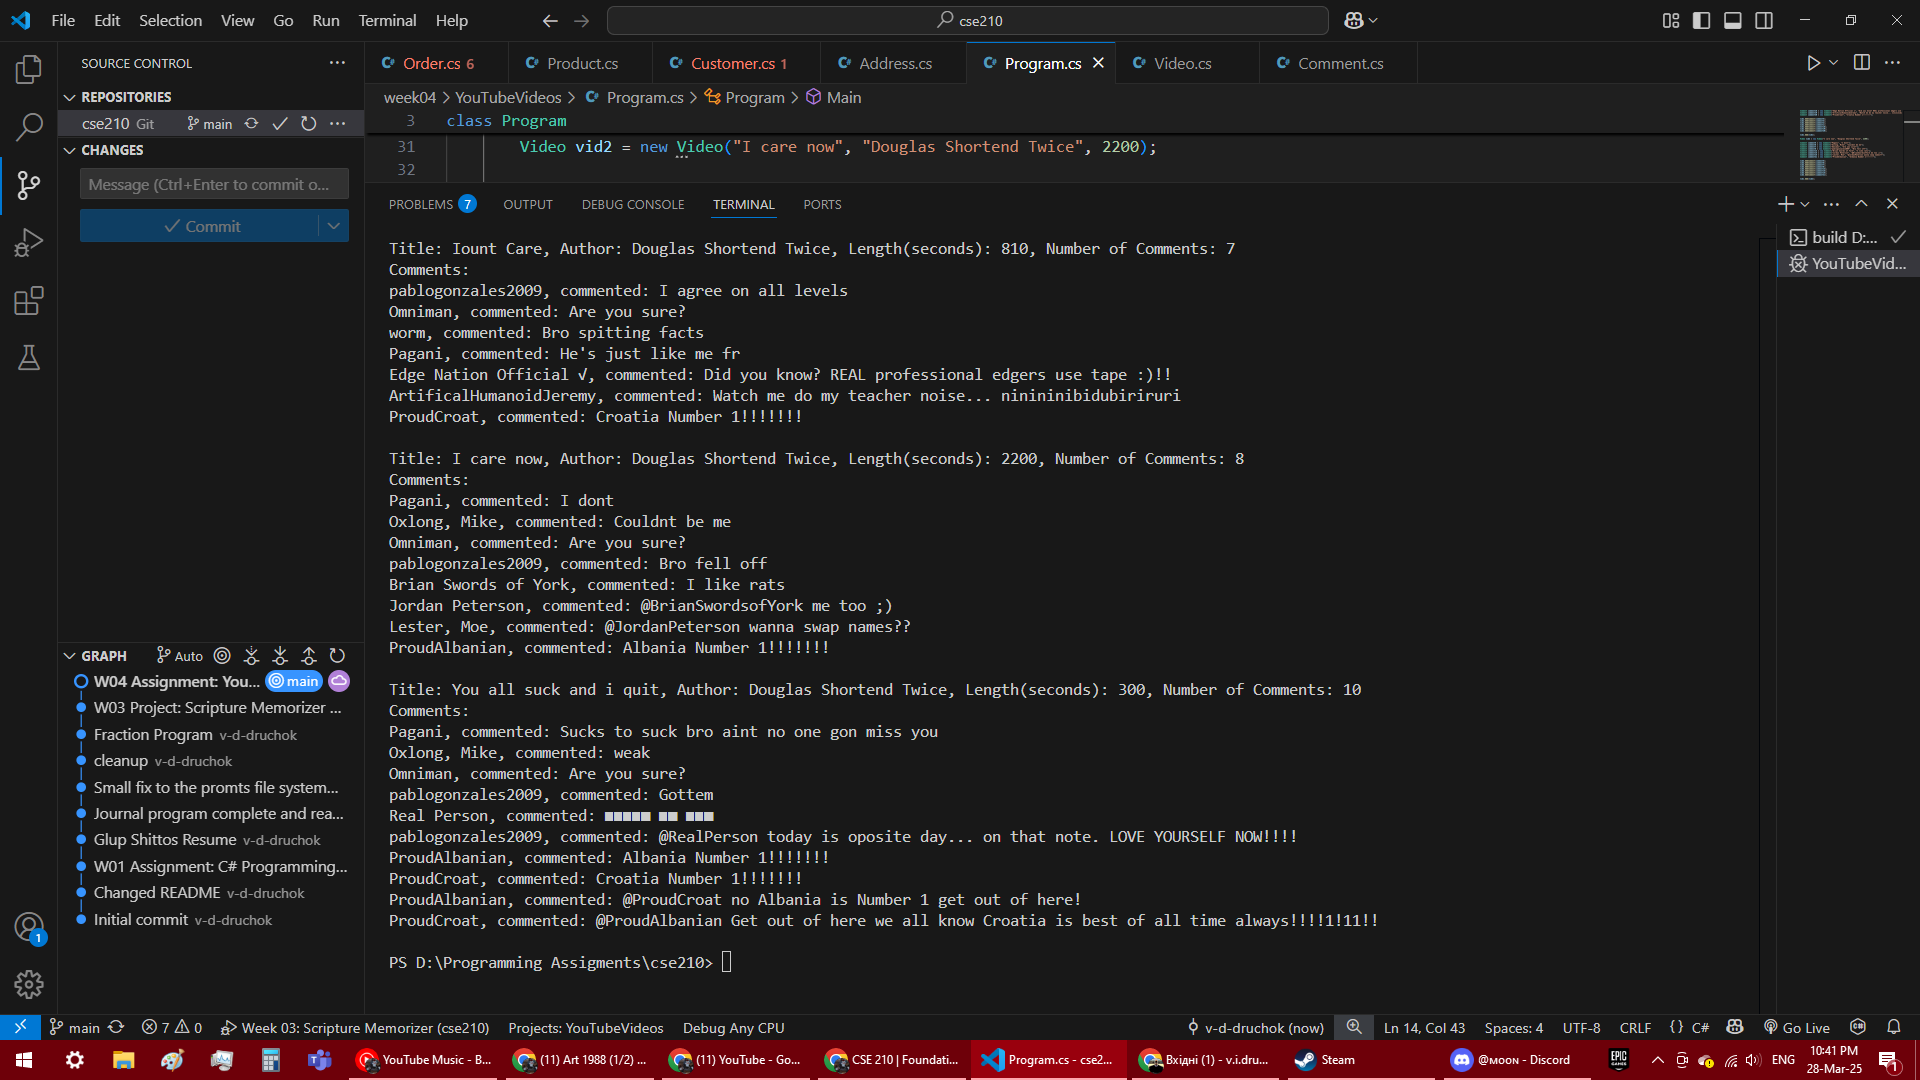 File Edit Selection View Go Run Terminal Help
cse210
SOURCE CONTROL
REPOSITORIES
cse210 Git main
CHANGES
Message (Ctrl+Enter to commit o...
Commit
GRAPH Auto
W04 Assignment: You... main
W03 Project: Scripture Memorizer ...
Fraction Program v-d-druchok
cleanup v-d-druchok
Small fix to the promts file system...
Journal program complete and rea...
Glup Shittos Resume v-d-druchok
W01 Assignment: C# Programming...
Changed README v-d-druchok
Initial commit v-d-druchok
1
Order.cs 6 Product.cs Customer.cs 1 Address.cs Program.cs Video.cs Comment.cs
week04 > YouTubeVideos > Program.cs > Program > Main
3 class Program
31 Video vid2 = new Video("I care now", "Douglas Shortend Twice", 2200);
32
PROBLEMS 7 OUTPUT DEBUG CONSOLE TERMINAL PORTS
build D:...
YouTubeVid...
Title: Iount Care, Author: Douglas Shortend Twice, Length(seconds): 810, Number of Comments: 7
Comments:
pablogonzales2009, commented: I agree on all levels
Omniman, commented: Are you sure?
worm, commented: Bro spitting facts
Pagani, commented: He's just like me fr
Edge Nation Official √, commented: Did you know? REAL professional edgers use tape :)!!
ArtificalHumanoidJeremy, commented: Watch me do my teacher noise... ninininibidubiriruri
ProudCroat, commented: Croatia Number 1!!!!!!!
Title: I care now, Author: Douglas Shortend Twice, Length(seconds): 2200, Number of Comments: 8
Comments:
Pagani, commented: I dont
Oxlong, Mike, commented: Couldnt be me
Omniman, commented: Are you sure?
pablogonzales2009, commented: Bro fell off
Brian Swords of York, commented: I like rats
Jordan Peterson, commented: @BrianSwordsofYork me too ;)
Lester, Moe, commented: @JordanPeterson wanna swap names??
ProudAlbanian, commented: Albania Number 1!!!!!!!
Title: You all suck and i quit, Author: Douglas Shortend Twice, Length(seconds): 300, Number of Comments: 10
Comments:
Pagani, commented: Sucks to suck bro aint no one gon miss you
Oxlong, Mike, commented: weak
Omniman, commented: Are you sure?
pablogonzales2009, commented: Gottem
Real Person, commented: ■■■■■ ■■ ■■■
pablogonzales2009, commented: @RealPerson today is oposite day... on that note. LOVE YOURSELF NOW!!!!
ProudAlbanian, commented: Albania Number 1!!!!!!!
ProudCroat, commented: Croatia Number 1!!!!!!!
ProudAlbanian, commented: @ProudCroat no Albania is Number 1 get out of here!
ProudCroat, commented: @ProudAlbanian Get out of here we all know Croatia is best of all time always!!!!1!11!!
PS D:\Programming Assigments\cse210>
main 7 0 Week 03: Scripture Memorizer (cse210) Projects: YouTubeVideos Debug Any CPU v-d-druchok (now) Ln 14, Col 43 Spaces: 4 UTF-8 CRLF {} C# Go Live
YouTube Music - B... (11) Art 1988 (1/2) ... (11) YouTube - Go... CSE 210 | Foundati... Program.cs - cse2... Вхідні (1) - v.i.dru... Steam @ᴍᴏᴏɴ - Discord EPIC GAMES ENG 10:41 PM
28-Mar-25 1